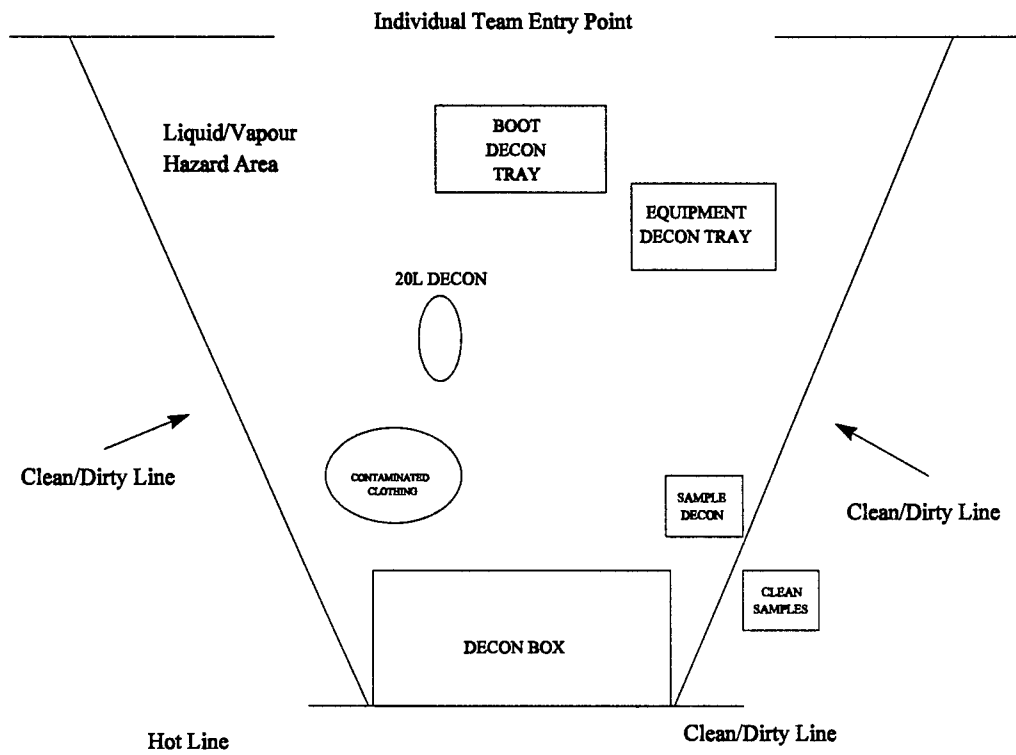 Individual Team Entry Point
Liquid/Vapour
Hazard Area
BOOT
DECON
TRAY
EQUIPMENT
DECON TRAY
20L DECON
Clean/Dirty Line
CONTAMINATED
CLOTHING
SAMPLE
DECON
Clean/Dirty Line
CLEAN
SAMPLES
DECON BOX
Hot Line
Clean/Dirty Line